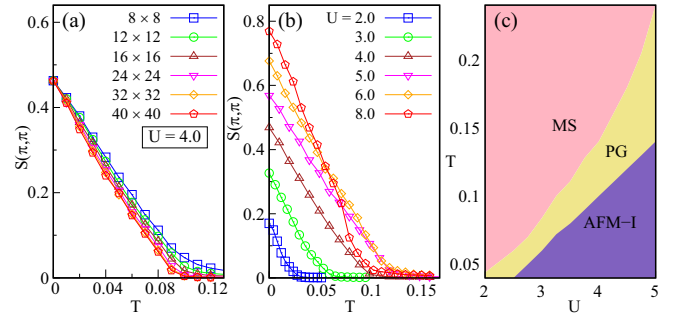 (a)
8 × 8
12 × 12
16 × 16
24 × 24
32 × 32
40 × 40
U = 4.0
S(π,π)
0.6
0.4
0.2
0
0 0.04 0.08 0.12
T
(b)
U = 2.0
3.0
4.0
5.0
6.0
8.0
S(π,π)
0.8
0.6
0.4
0.2
0
0 0.05 0.1 0.15
T
(c)
MS
PG
AFM−I
T
0.2
0.15
0.1
0.05
2 3 4 5
U